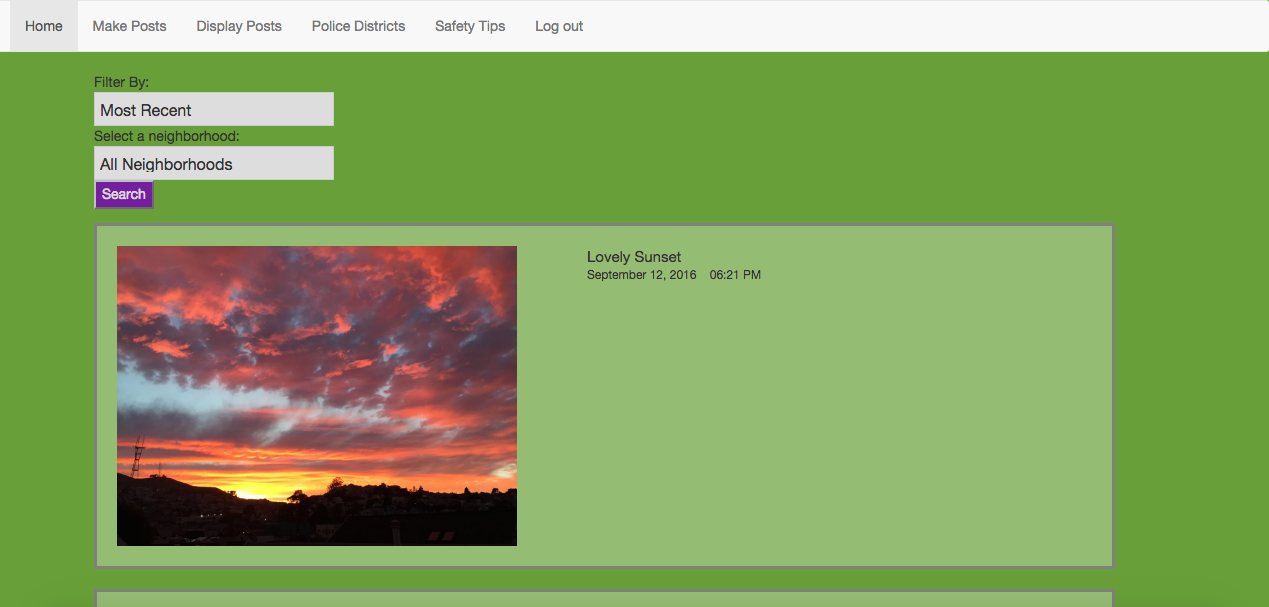 Home Make Posts Display Posts Police Districts Safety Tips Log out
Filter By:
Most Recent
Select a neighborhood:
All Neighborhoods
Search
Lovely Sunset
September 12, 2016 06:21 PM